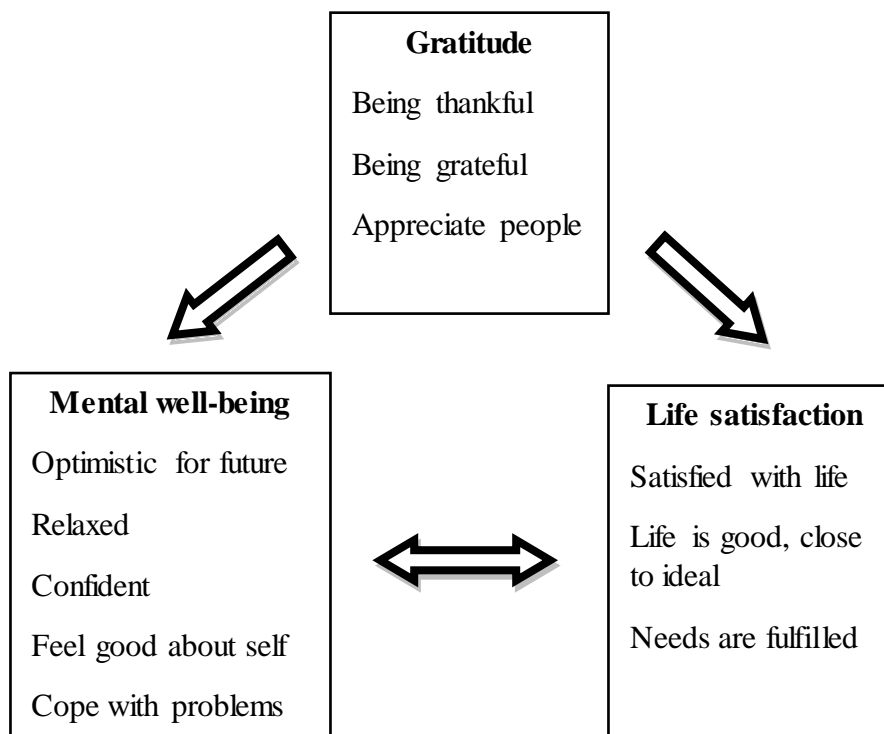 Gratitude
Being thankful
Being grateful
Appreciate people
Mental well-being
Optimistic for future
Relaxed
Confident
Feel good about self
Cope with problems
Life satisfaction
Satisfied with life
Life is good, close
to ideal
Needs are fulfilled